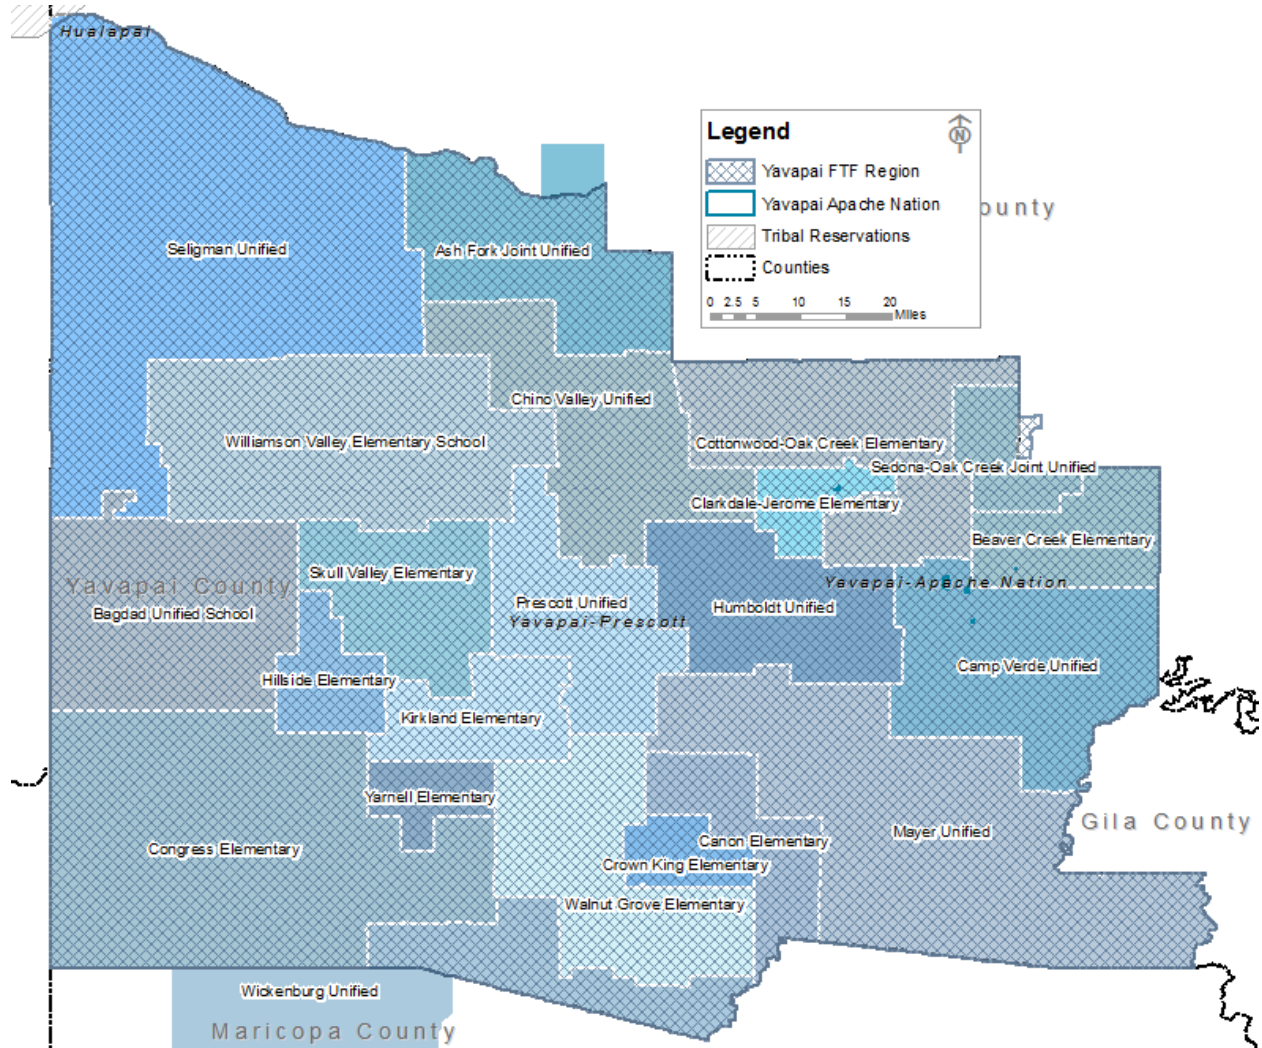 Hualapai
Legend
N
Yavapai FTF Region
Yavapai Apache Nation
ounty
Tribal Reservations
Counties
0 2.5 5 10 15 20
Miles
Seligman Unified
Ash Fork Joint Unified
Chino Valley Unified
Williamson Valley Elementary School
Cottonwood-Oak Creek Elementary
Sedona-Oak Creek Joint Unified
Clarkdale-Jerome Elementary
Beaver Creek Elementary
Skull Valley Elementary
Yavapai County
Yavapai-Apache Nation
Bagdad Unified School
Prescott Unified
Humboldt Unified
Yavapai-Prescott
Camp Verde Unified
Hillside Elementary
Kirkland Elementary
Yarnell Elementary
Gila County
Mayer Unified
Canon Elementary
Congress Elementary
Crown King Elementary
Walnut Grove Elementary
Wickenburg Unified
Maricopa County